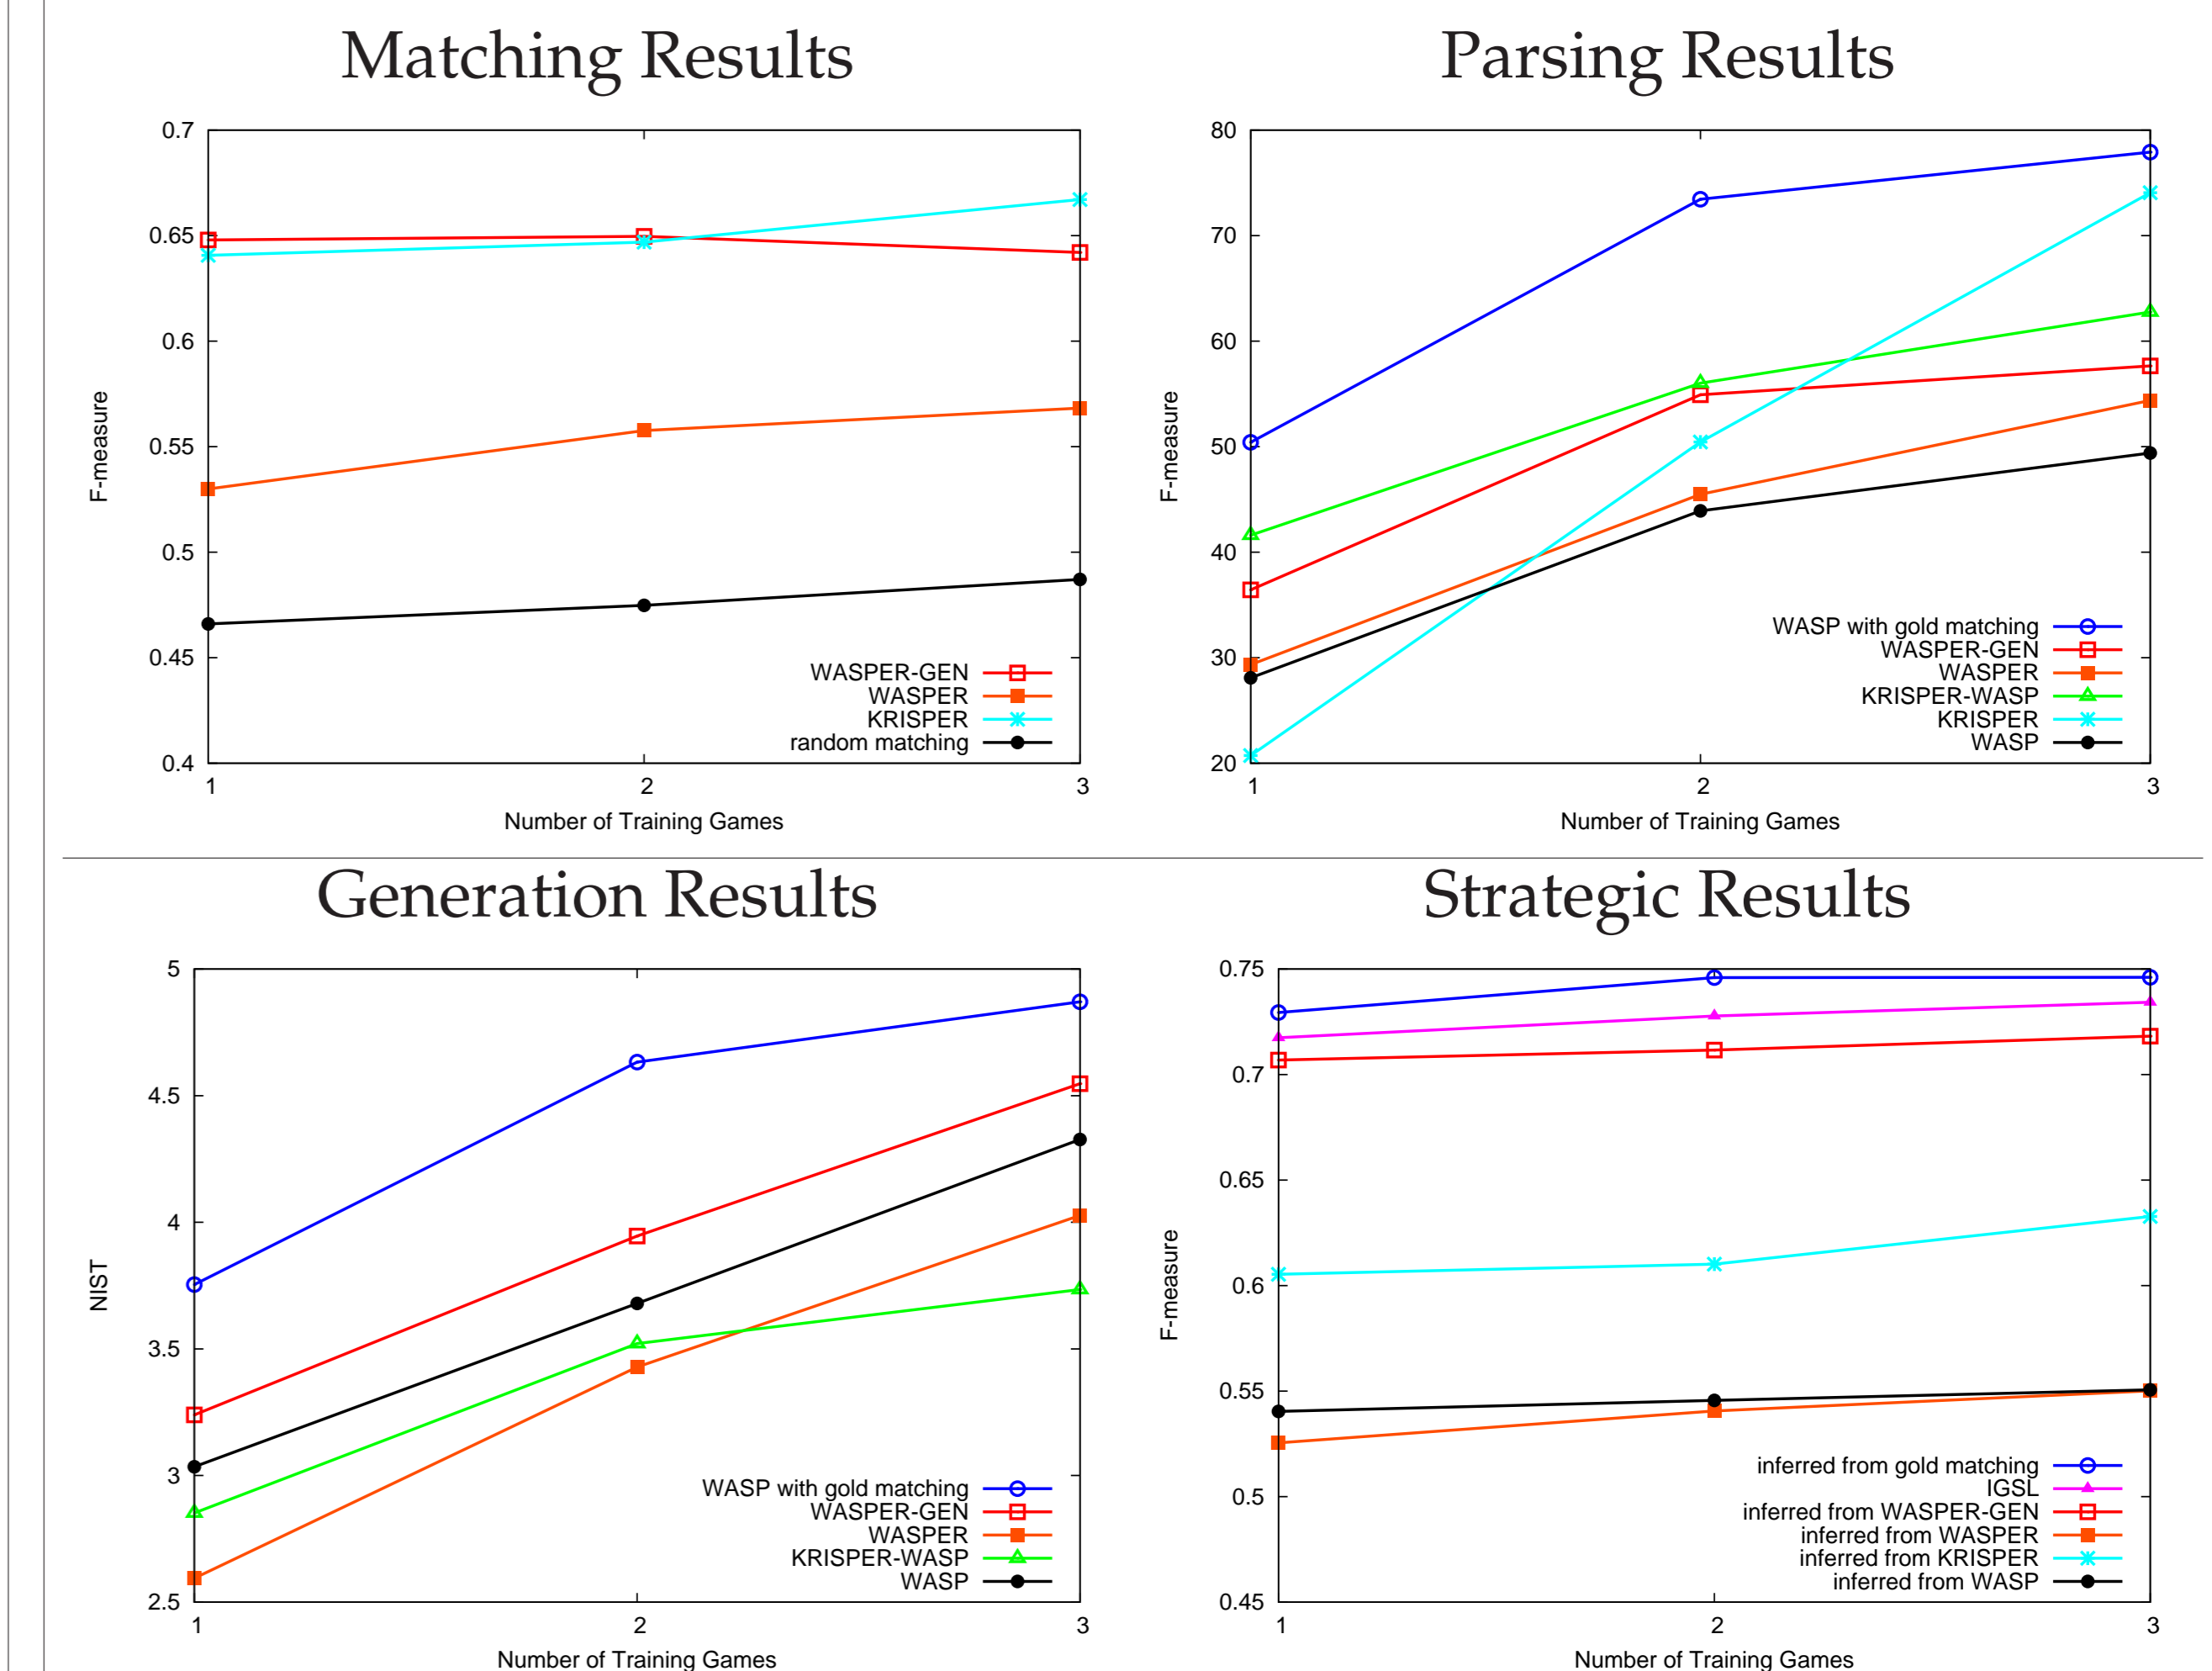 Matching Results
0.7
0.65
0.6
0.55
0.5
0.45
0.4
F-measure
WASPER-GEN
WASPER
KRISPER
random matching
1 2 3
Number of Training Games
Parsing Results
80
70
60
50
40
30
20
F-measure
WASP with gold matching
WASPER-GEN
WASPER
KRISPER-WASP
KRISPER
WASP
1 2 3
Number of Training Games
Generation Results
5
4.5
4
3.5
3
2.5
NIST
WASP with gold matching
WASPER-GEN
WASPER
KRISPER-WASP
WASP
1 2 3
Number of Training Games
Strategic Results
0.75
0.7
0.65
0.6
0.55
0.5
0.45
F-measure
inferred from gold matching
IGSL
inferred from WASPER-GEN
inferred from WASPER
inferred from KRISPER
inferred from WASP
1 2 3
Number of Training Games